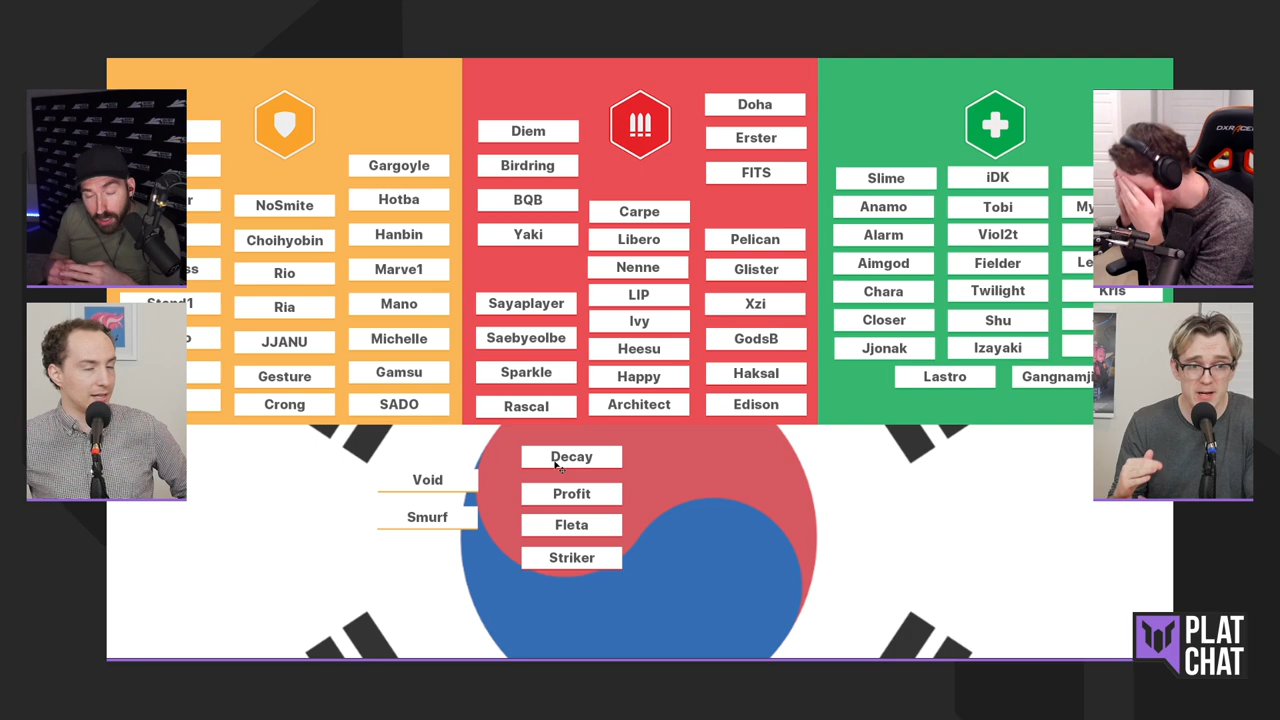 Gargoyle
NoSmite
Hotba
Choihyobin
Hanbin
Rio
Marve1
Ria
Mano
JJANU
Michelle
Gesture
Gamsu
Crong
SADO
Diem
Birdring
BQB
Yaki
Sayaplayer
Saebyeolbe
Sparkle
Rascal
Carpe
Libero
Nenne
LIP
Ivy
Heesu
Happy
Architect
Doha
Erster
FITS
Pelican
Glister
Xzi
GodsB
Haksal
Edison
Slime
Anamo
Alarm
Aimgod
Chara
Closer
Jjonak
iDK
Tobi
Viol2t
Fielder
Twilight
Shu
Izayaki
Lastro
Kris
Decay
Void
Profit
Smurf
Fleta
Striker
PLAT
CHAT